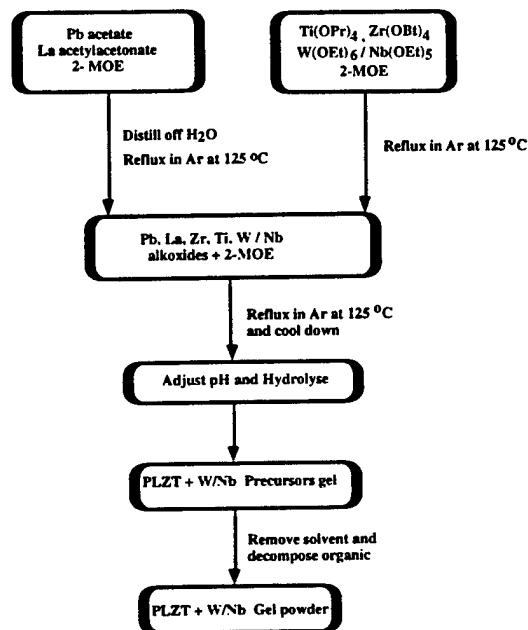 Pb acetate
La acetylacetonate
2- MOE
Ti(OPr)4 , Zr(OBt)4
W(OEt)6 / Nb(OEt)5
2-MOE
Distill off H2O
Reflux in Ar at 125 °C
Reflux in Ar at 125 °C
Pb, La, Zr, Ti, W / Nb
alkoxides + 2-MOE
Reflux in Ar at 125 °C
and cool down
Adjust pH and Hydrolyse
PLZT + W/Nb Precursors gel
Remove solvent and
decompose organic
PLZT + W/Nb Gel powder